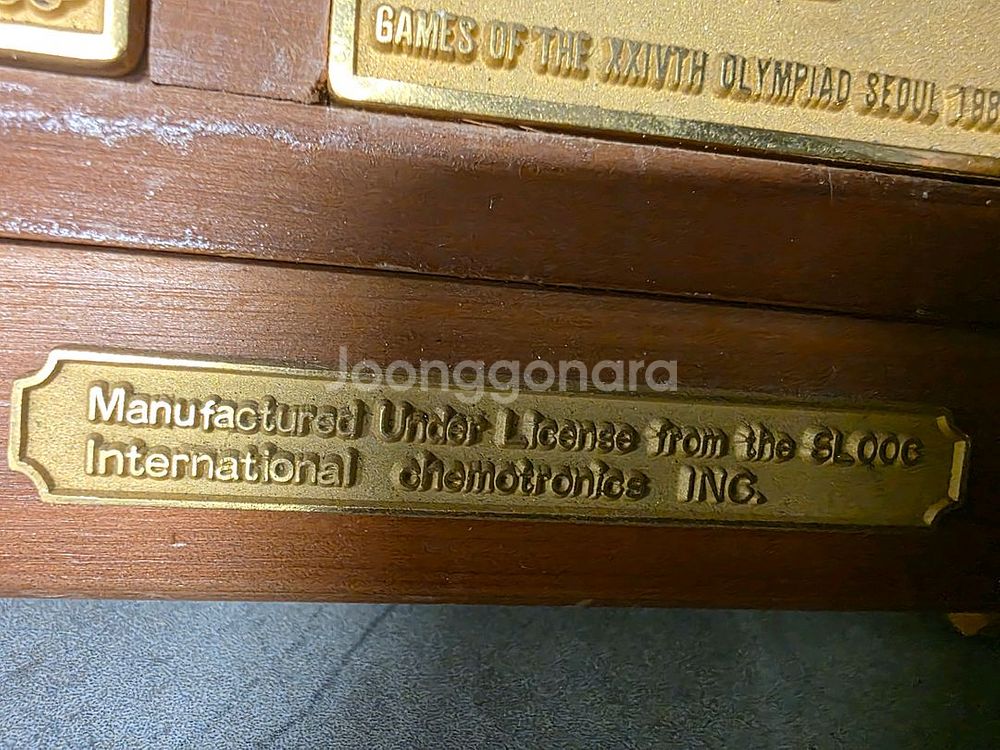 GAMES OF THE XXIVTH OLYMPIAD SEOUL 198
Joonggonara
Manufactured Under License from the SLOOC
International chemotronics INC.